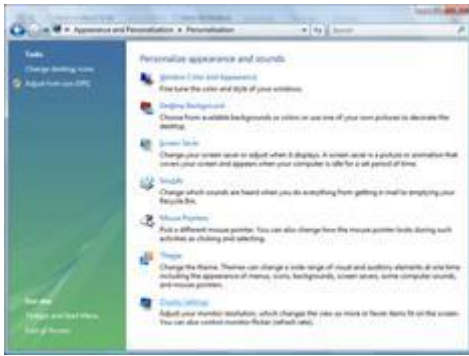 Appearance and Personalization ▸ Personalization
Tasks
Change desktop icons
Adjust font size (DPI)
Personalize appearance and sounds
Window Color and Appearance
Fine tune the color and style of your windows.
Desktop Background
Choose from available backgrounds or colors or use one of your own pictures to decorate the
desktop.
Screen Saver
Change your screen saver or adjust when it displays. A screen saver is a picture or animation that
covers your screen and appears when your computer is idle for a set period of time.
Sounds
Change which sounds are heard when you do everything from getting e-mail to emptying your
Recycle Bin.
Mouse Pointers
Pick a different mouse pointer. You can also change how the mouse pointer looks during such
activities as clicking and selecting.
Theme
Change the theme. Themes can change a wide range of visual and auditory elements at one time
including the appearance of menus, icons, backgrounds, screen savers, some computer sounds,
and mouse pointers.
Display Settings
Adjust your monitor resolution, which changes the view so more or fewer items fit on the screen.
You can also control monitor flicker (refresh rate).
See also
Taskbar and Start Menu
Ease of Access